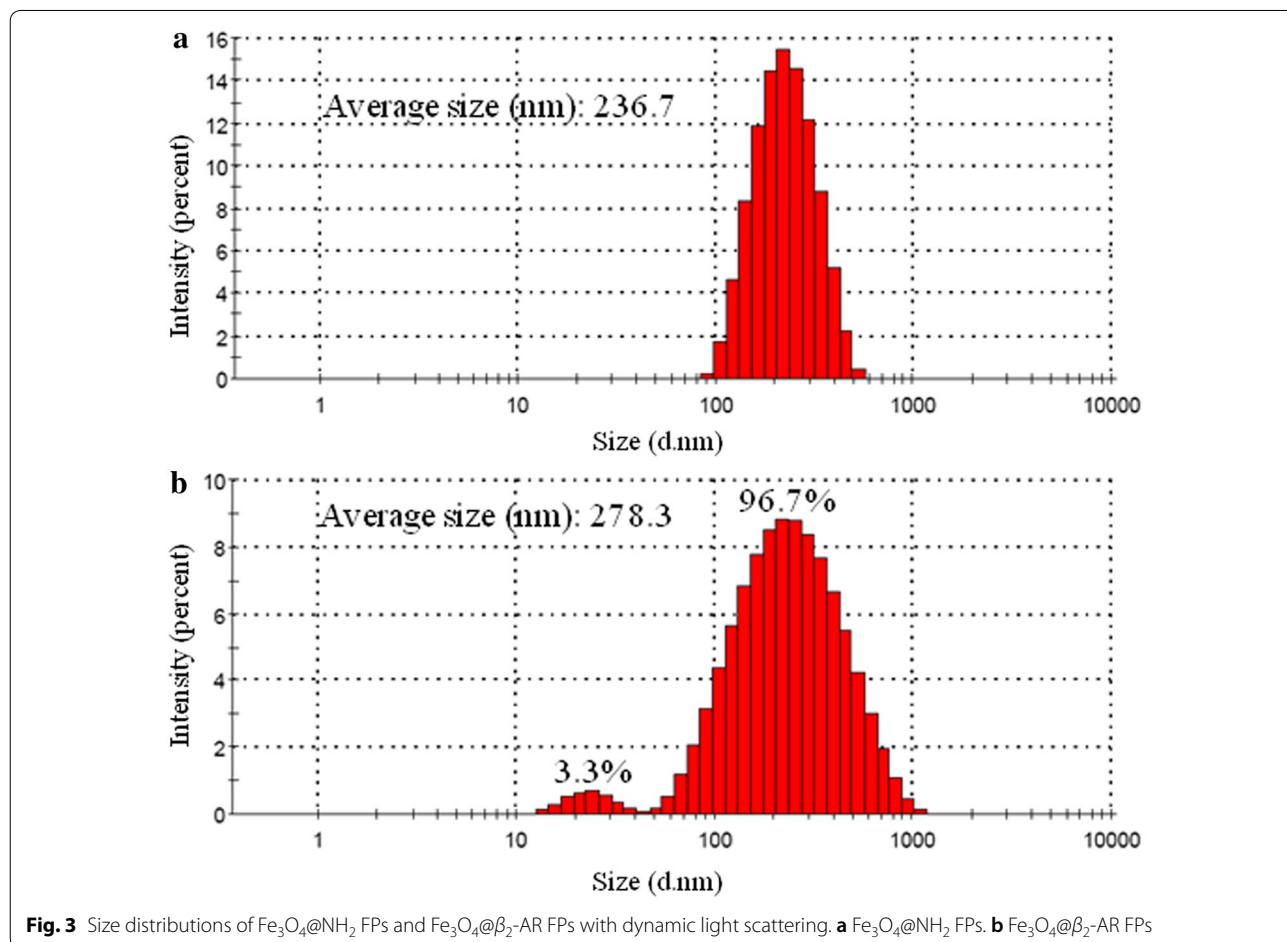 a
16
14
12
10
8
6
4
2
0
Intensity (percent)
Average size (nm): 236.7
1 10 100 1000 10000
Size (d.nm)
b
10
8
6
4
2
0
Intensity (percent)
Average size (nm): 278.3
96.7%
3.3%
1 10 100 1000 10000
Size (d.nm)
Fig. 3 Size distributions of Fe₃O₄@NH₂ FPs and Fe₃O₄@β₂-AR FPs with dynamic light scattering. a Fe₃O₄@NH₂ FPs. b Fe₃O₄@β₂-AR FPs